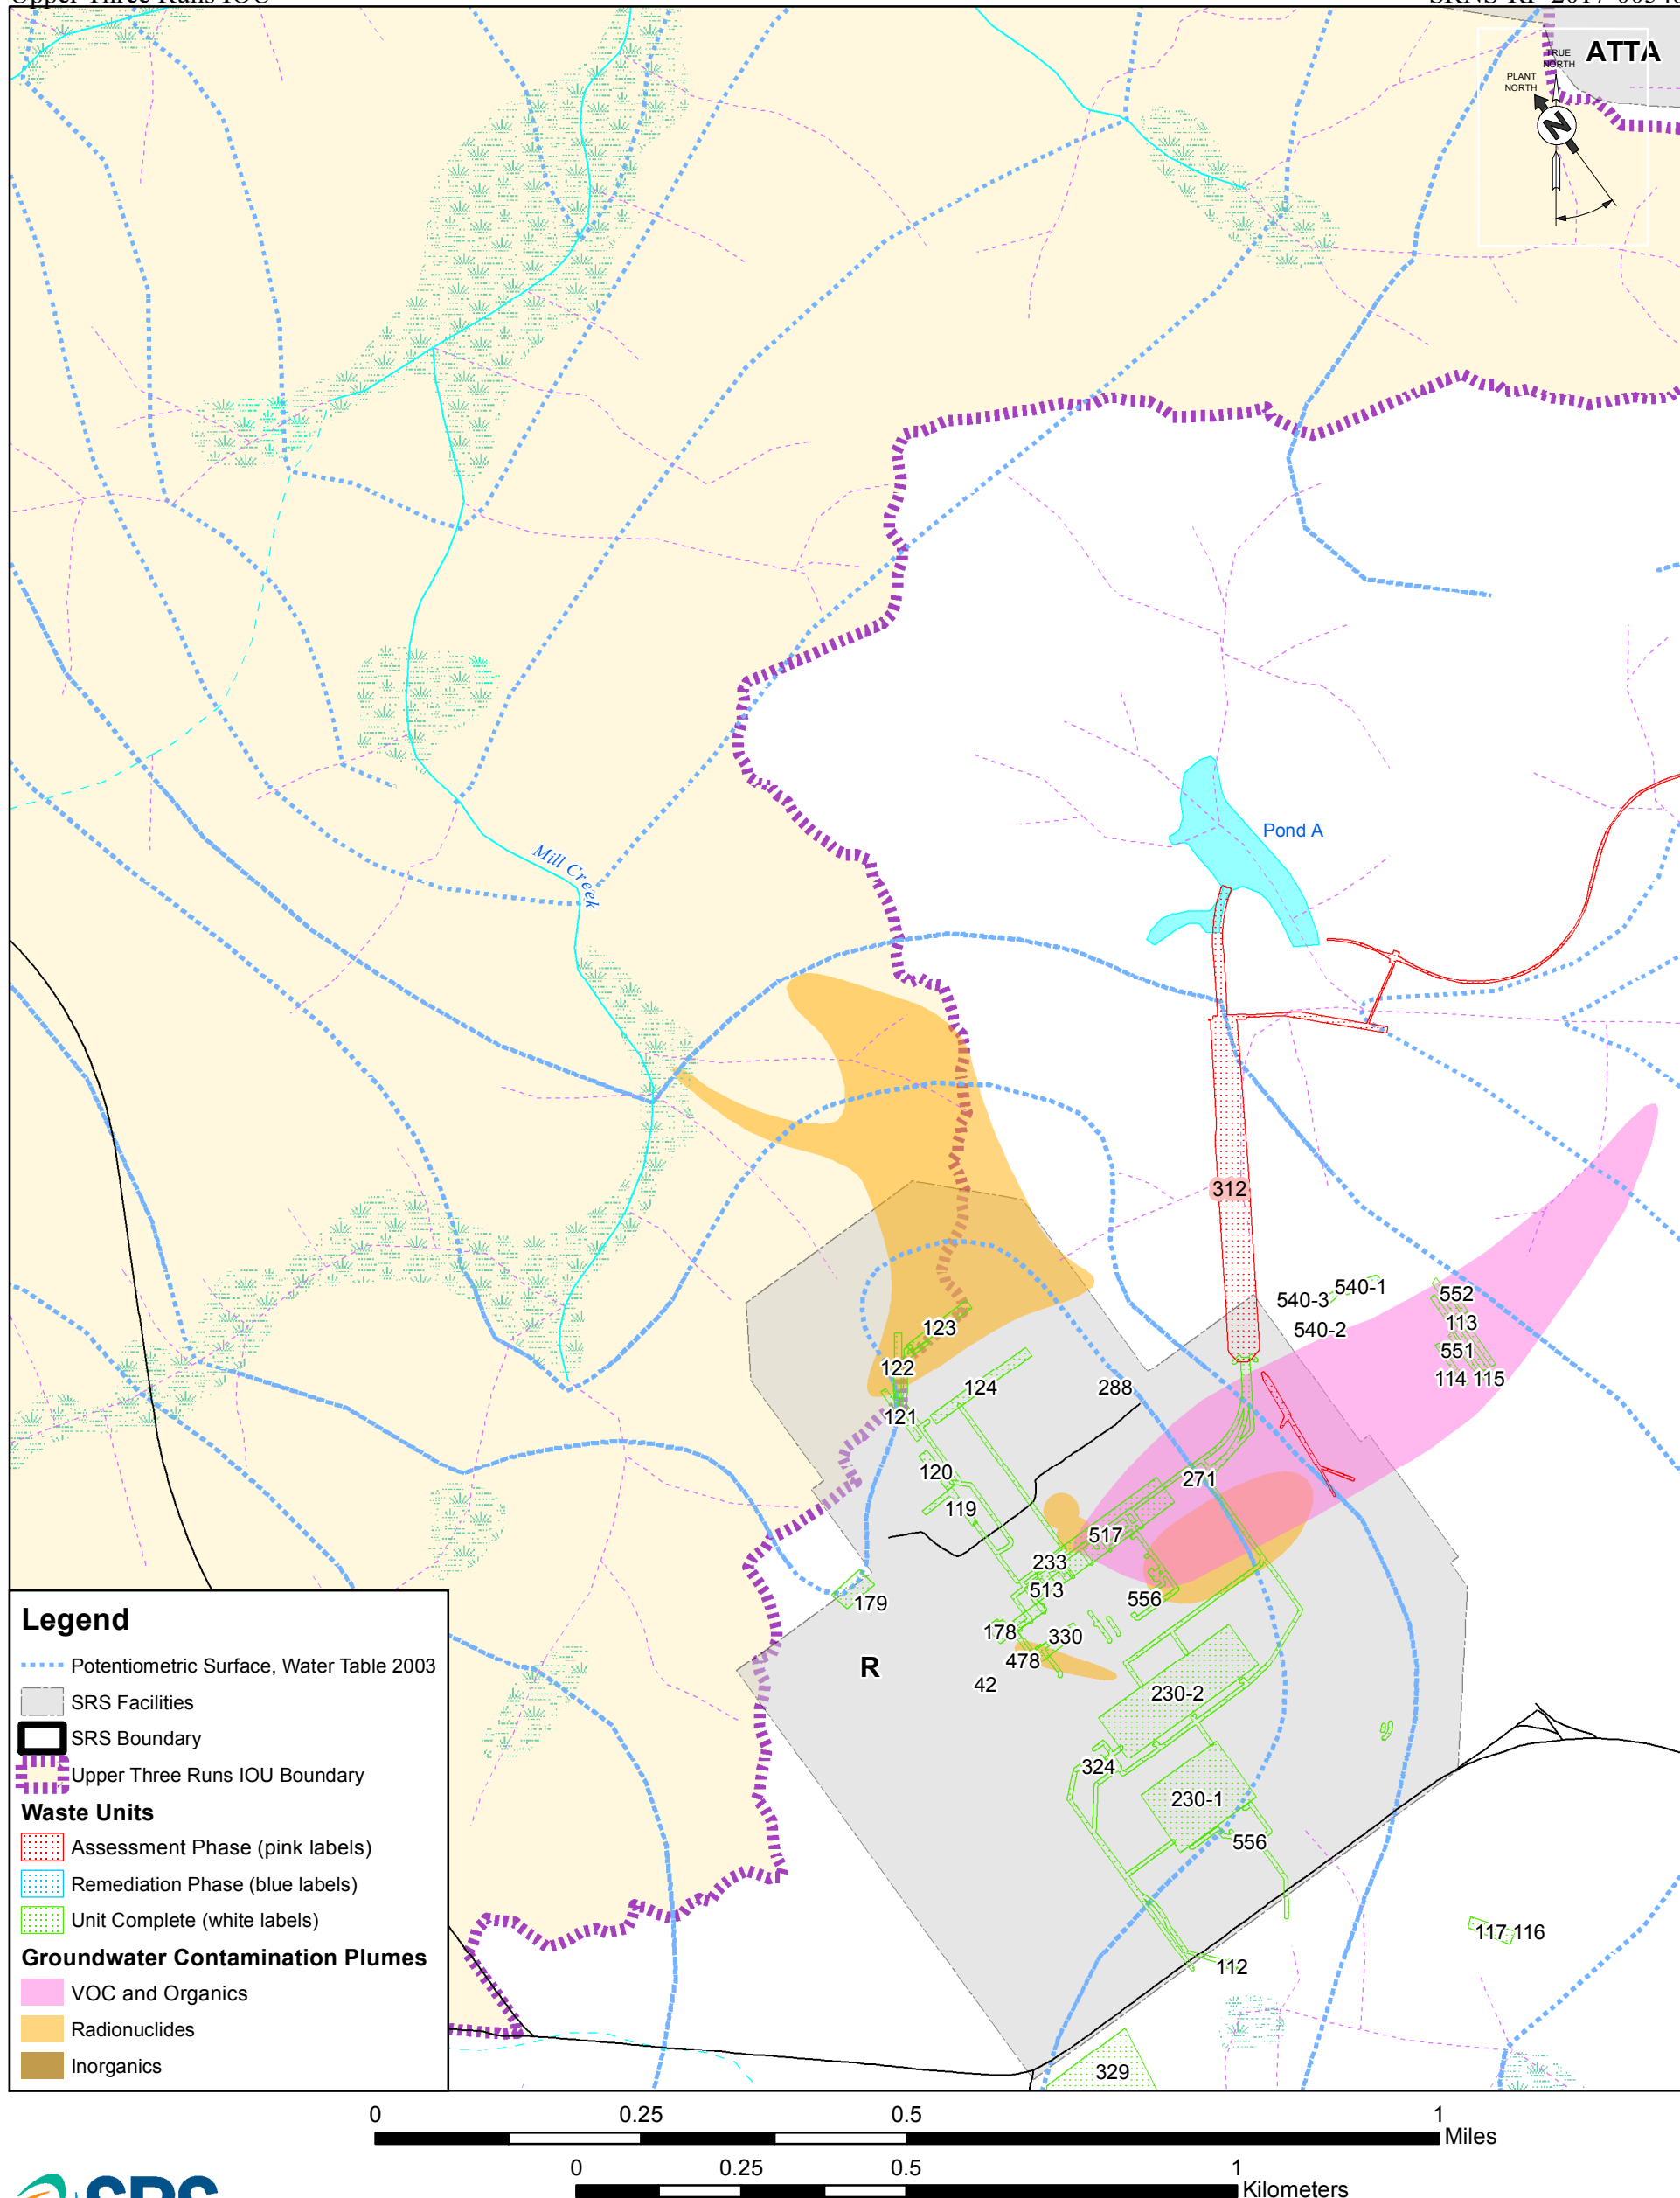 Upper Three Runs IOU
ATTA
TRUE
NORTH
PLANT
NORTH
N
Pond A
Mill Creek
312
540-1
540-3
540-2
552
113
551
114 115
123
122
124
288
121
120
119
271
517
233
513
556
179
178
330
478
42
R
230-2
324
230-1
556
117 116
112
329
Legend
Potentiometric Surface, Water Table 2003
SRS Facilities
SRS Boundary
Upper Three Runs IOU Boundary
Waste Units
Assessment Phase (pink labels)
Remediation Phase (blue labels)
Unit Complete (white labels)
Groundwater Contamination Plumes
VOC and Organics
Radionuclides
Inorganics
0 0.25 0.5 1
Miles
0 0.25 0.5 1
Kilometers
SRS